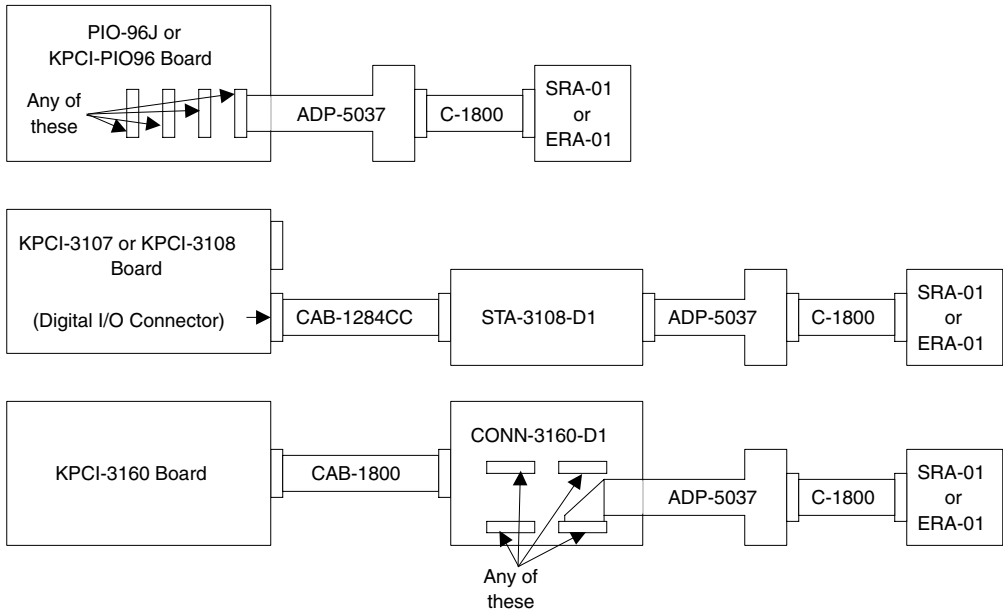 PIO-96J or
KPCI-PIO96 Board
Any of
these
ADP-5037
C-1800
SRA-01
or
ERA-01
KPCI-3107 or KPCI-3108
Board
(Digital I/O Connector)
CAB-1284CC
STA-3108-D1
ADP-5037
C-1800
SRA-01
or
ERA-01
KPCI-3160 Board
CAB-1800
CONN-3160-D1
ADP-5037
C-1800
SRA-01
or
ERA-01
Any of
these